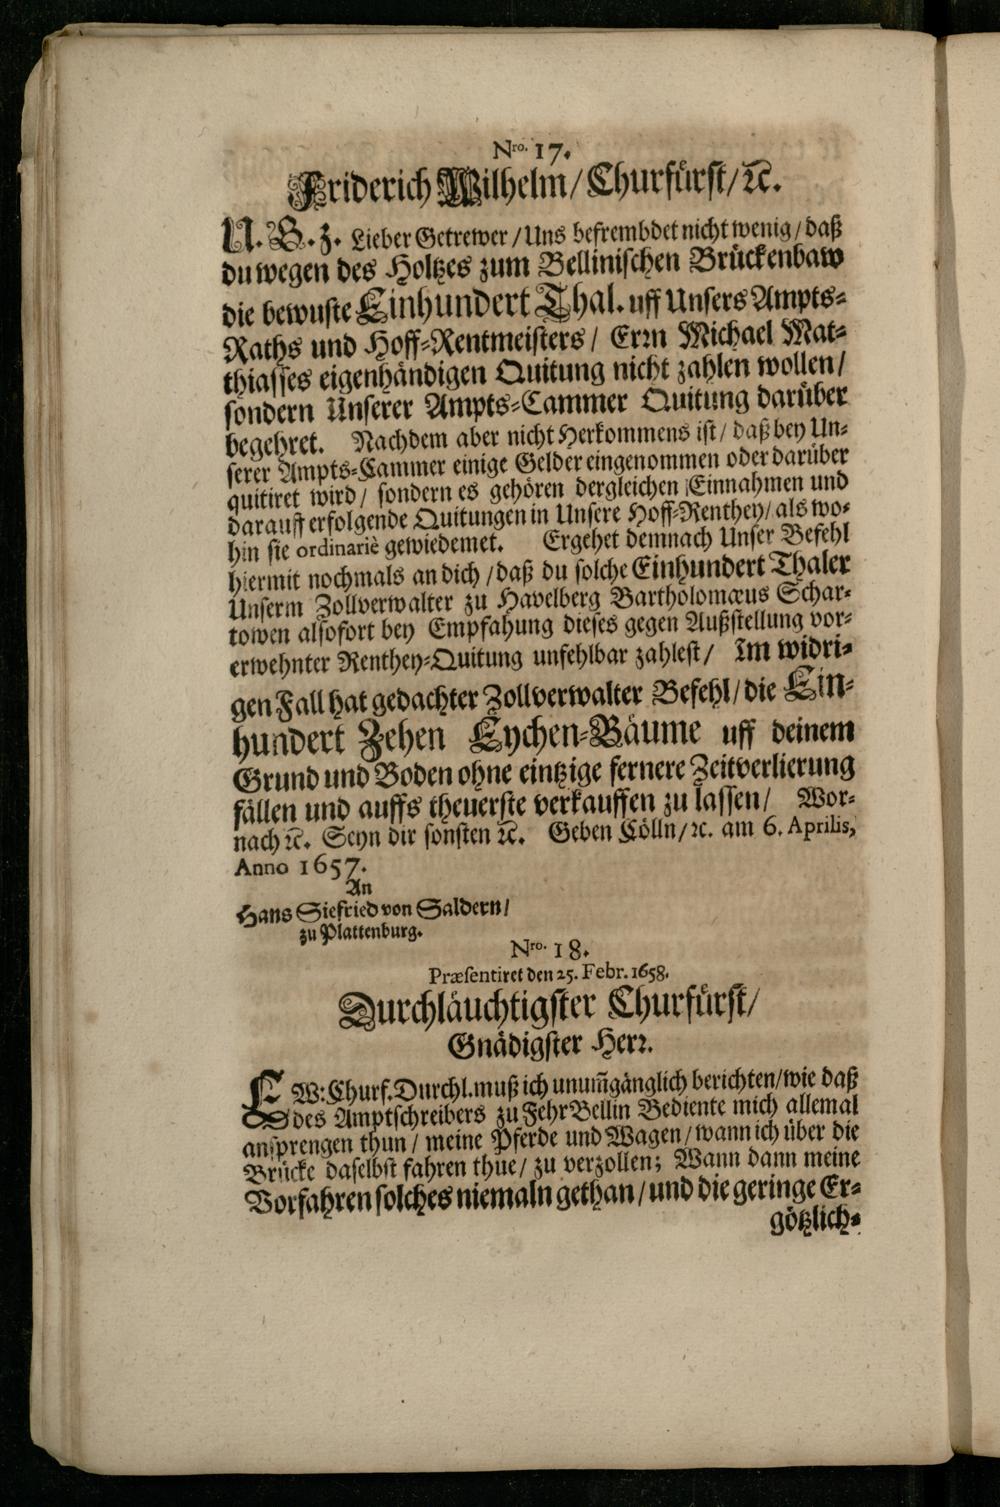 Nro. 17.
Friderich Wilhelm/ Churfürst/ ꝛc.
U. G. z. Lieber Getrewer / Uns befrembdet nicht wenig / daß
du wegen des Holtzes zum Bellinischen Brückenbaw
die bewuste Einhundert Thal. uff Unsers Ampts-
Raths und Hoff-Rentmeisters / Ern Michael Mat-
thiasses eigenhändigen Quitung nicht zahlen wollen /
sondern Unserer Ampts-Cammer Quitung darüber
begehret. Nachdem aber nicht Herkommens ist / daß bey Un-
serer Ampts-Cammer einige Gelder eingenommen oder darüber
quitiret wird / sondern es gehören dergleichen Einnahmen und
darauff erfolgende Quitungen in Unsere Hoff-Renthey / als wo-
hin sie ordinariè gewiedemet. Ergehet demnach Unser Befehl
hiermit nochmals an dich / daß du solche Einhundert Thaler
Unserm Zollverwalter zu Havelberg Bartholomæus Schar-
towen alsofort bey Empfahung dieses gegen Außstellung vor-
erwehnter Renthey-Quitung unfehlbar zahlest / Im widri-
gen Fall hat gedachter Zollverwalter Befehl / die Ein-
hundert Zehen Eychen-Bäume uff deinem
Grund und Boden ohne eintzige fernere Zeitverlierung
fällen und auffs theuerste verkauffen zu lassen / Wor-
nach ꝛc. Seyn dir sonsten ꝛc. Geben Cölln / ꝛc. am 6. Aprilis,
Anno 1657.
An
Hans Siefried von Saldern /
zu Plattenburg.
Nro. 18.
Præsentiret den 25. Febr. 1658.
Durchläuchtigster Churfürst /
Gnädigster Herr.
EW: Churf. Durchl. muß ich unum̃gänglich berichten / wie daß
des Amptschreibers zu FehrBellin Bediente mich allemal
ansprengen thun / meine Pferde und Wagen / wann ich über die
Brücke daselbst fahren thue / zu verzollen; Wann dann meine
Vorfahren solches niemaln gethan / und die geringe Er-
götzlich-